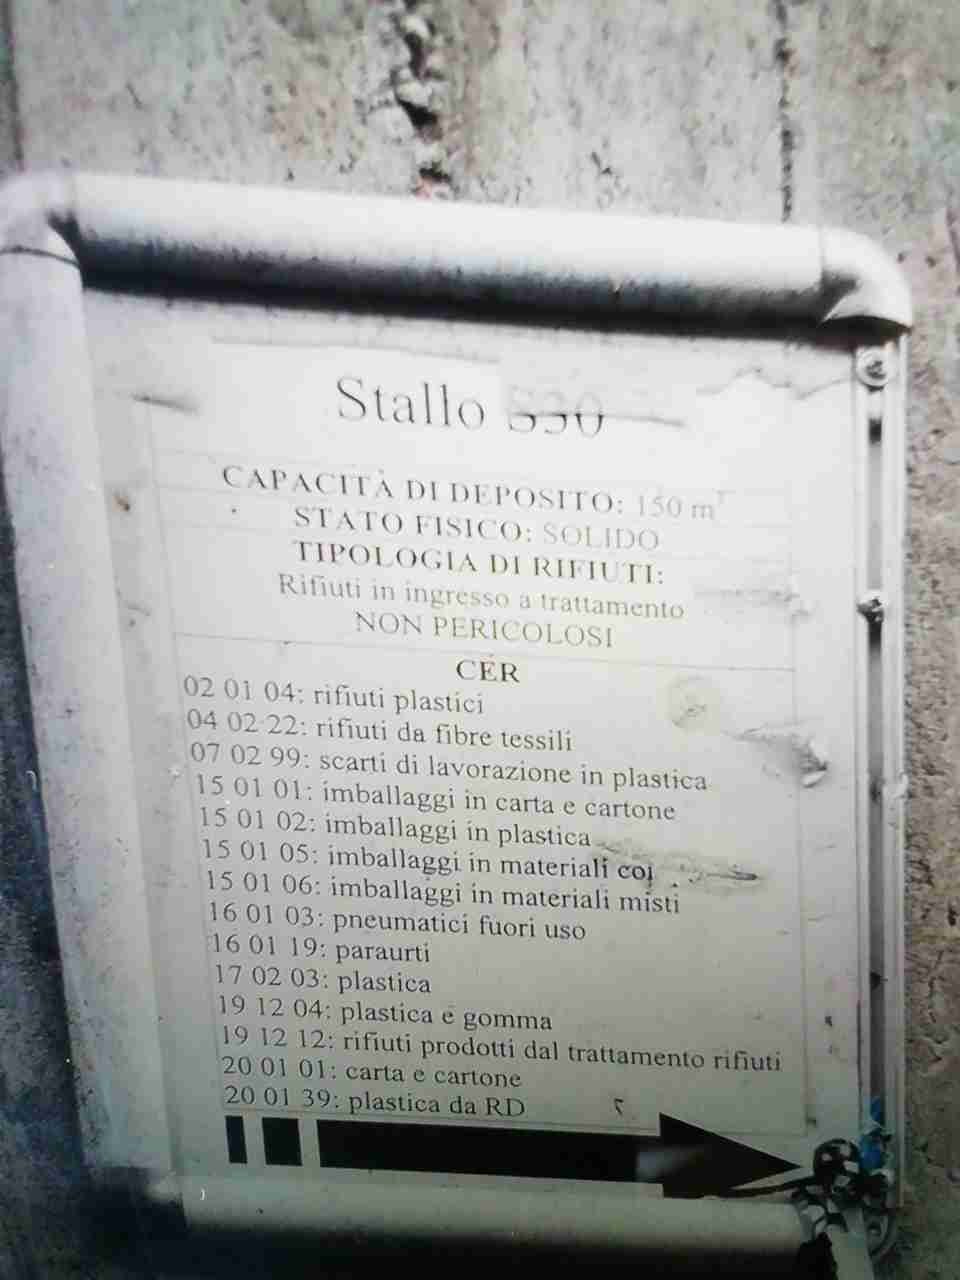 Stallo S30
CAPACITÀ DI DEPOSITO: 150 m³
STATO FISICO: SOLIDO
TIPOLOGIA DI RIFIUTI:
Rifiuti in ingresso a trattamento
NON PERICOLOSI
CER
02 01 04: rifiuti plastici
04 02 22: rifiuti da fibre tessili
07 02 99: scarti di lavorazione in plastica
15 01 01: imballaggi in carta e cartone
15 01 02: imballaggi in plastica
15 01 05: imballaggi in materiali
15 01 06: imballaggi in materiali misti
16 01 03: pneumatici fuori uso
16 01 19: paraurti
17 02 03: plastica
19 12 04: plastica e gomma
19 12 12: rifiuti prodotti dal trattamento rifiuti
20 01 01: carta e cartone
20 01 39: plastica da RD